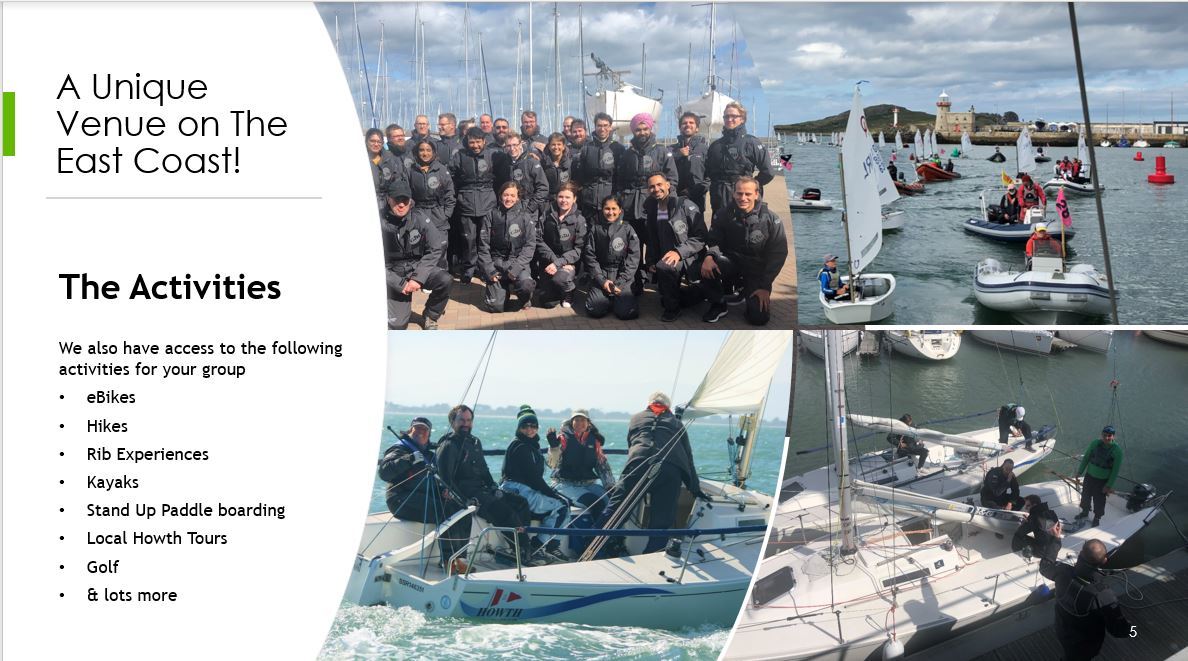 A Unique
Venue on The
East Coast!
The Activities
We also have access to the following
activities for your group
• eBikes
• Hikes
• Rib Experiences
• Kayaks
• Stand Up Paddle boarding
• Local Howth Tours
• Golf
• & lots more
HOWTH
5